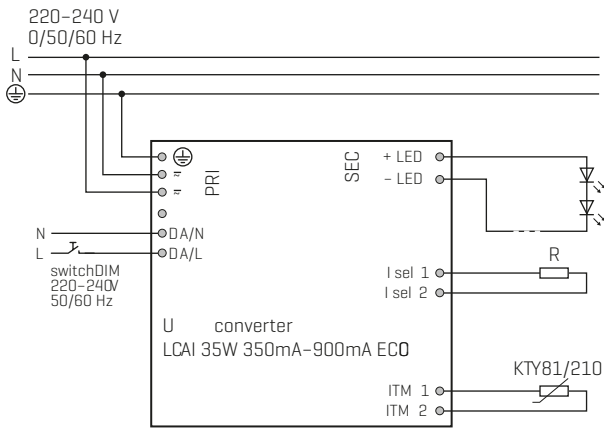 220–240 V
0/50/60 Hz
L
N
PRI
SEC
+ LED
– LED
N
DA/N
L
DA/L
switchDIM
220–240V
50/60 Hz
I sel 1
I sel 2
R
U converter
LCAI 35W 350mA–900mA ECO
KTY81/210
ITM 1
ITM 2